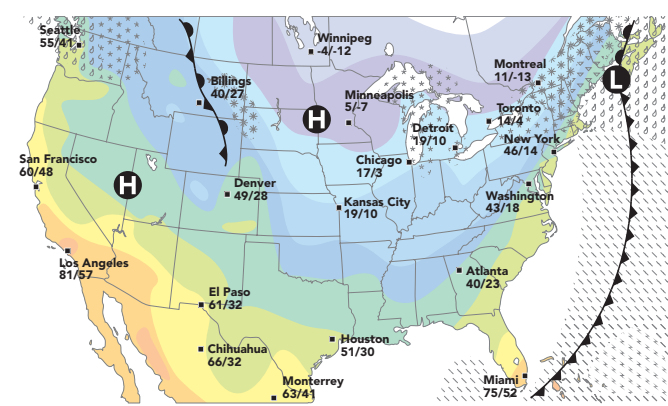 Seattle
55/41
Winnipeg
-4/-12
Montreal
11/-13
Billings
40/27
Minneapolis
5/-7
H
L
Toronto
14/4
Detroit
19/10
New York
46/14
San Francisco
60/48
Chicago
17/3
H
Denver
49/28
Kansas City
19/10
Washington
43/18
Los Angeles
81/57
Atlanta
40/23
El Paso
61/32
Chihuahua
66/32
Houston
51/30
Monterrey
63/41
Miami
75/52